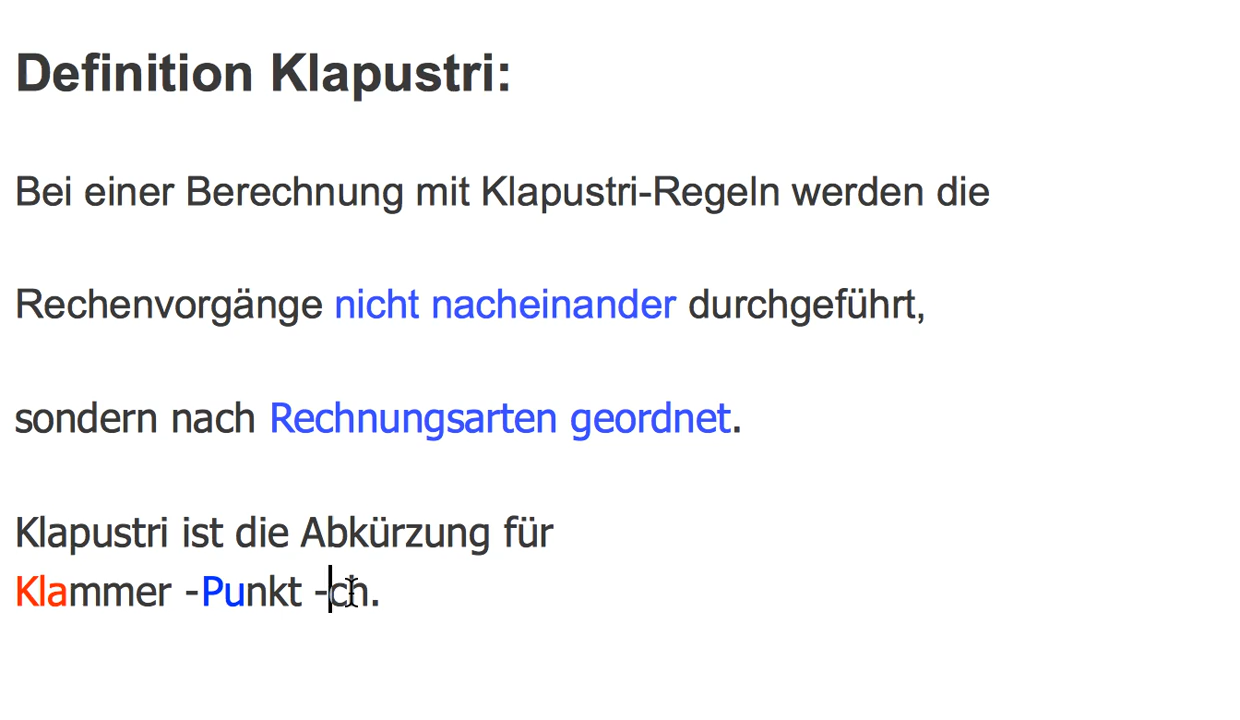 Definition Klapustri:
Bei einer Berechnung mit Klapustri-Regeln werden die
Rechenvorgänge nicht nacheinander durchgeführt,
sondern nach Rechnungsarten geordnet.
Klapustri ist die Abkürzung für
Klammer -Punkt -ch.